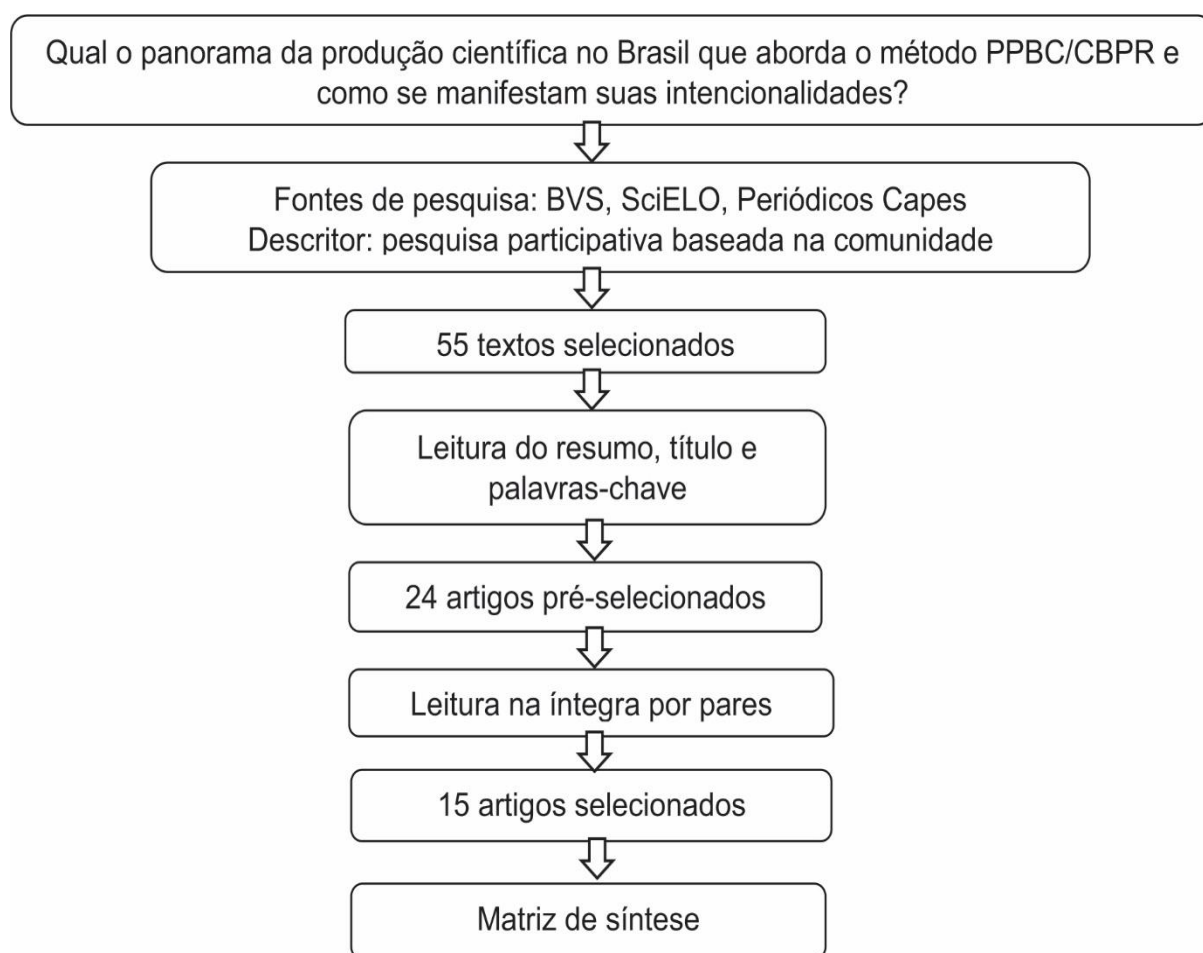 Qual o panorama da produção científica no Brasil que aborda o método PPBC/CBPR e
como se manifestam suas intencionalidades?
Fontes de pesquisa: BVS, SciELO, Periódicos Capes
Descritor: pesquisa participativa baseada na comunidade
55 textos selecionados
Leitura do resumo, título e
palavras-chave
24 artigos pré-selecionados
Leitura na íntegra por pares
15 artigos selecionados
Matriz de síntese